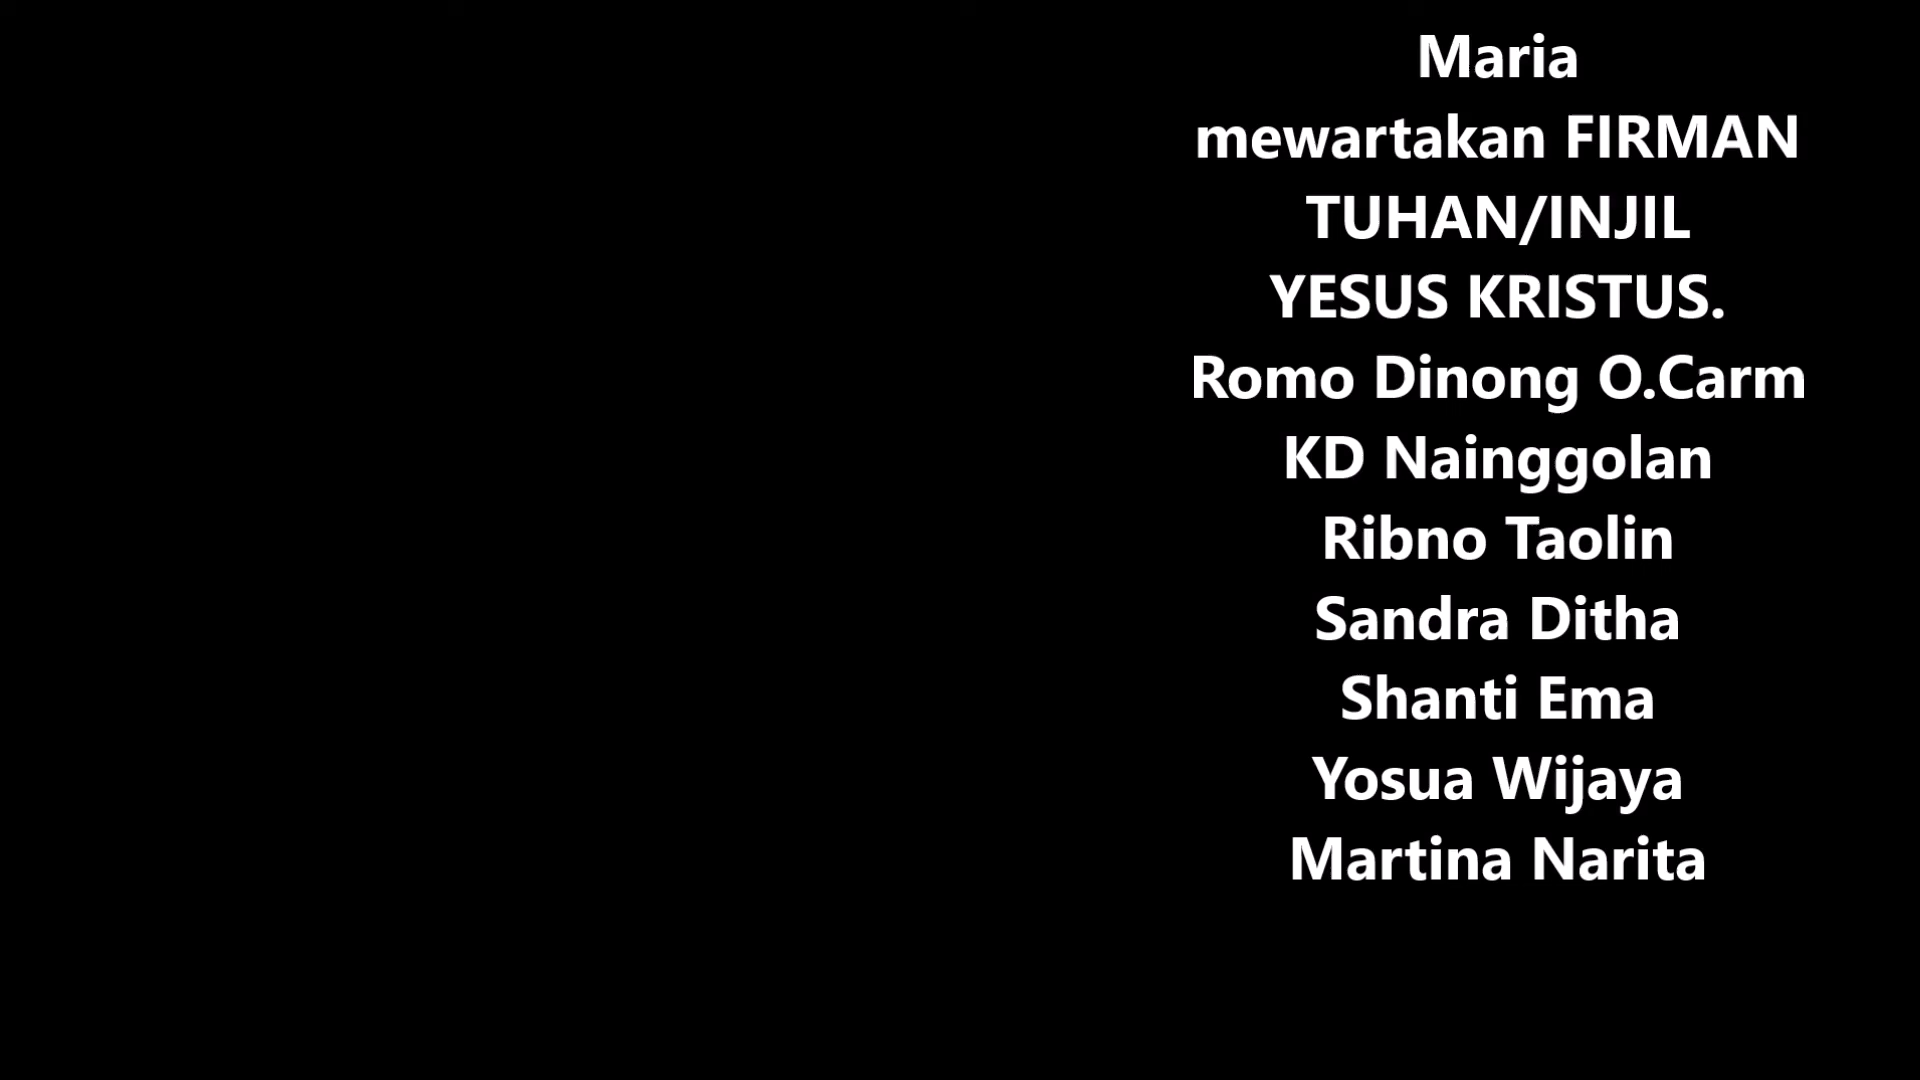 Maria
mewartakan FIRMAN
TUHAN/INJIL
YESUS KRISTUS.
Romo Dinong O.Carm
KD Nainggolan
Ribno Taolin
Sandra Ditha
Shanti Ema
Yosua Wijaya
Martina Narita